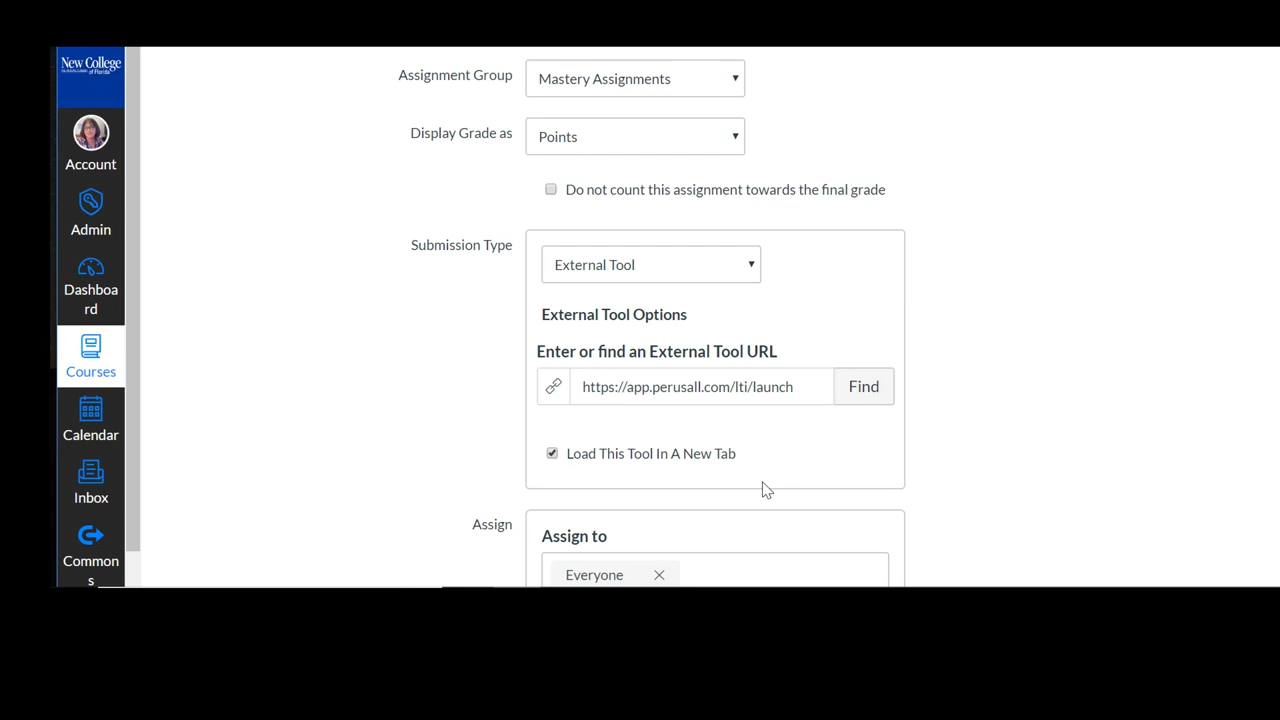 New College
of Florida
Account
Admin
Dashboa
rd
Courses
Calendar
Inbox
Common
s
Assignment Group
Mastery Assignments
Display Grade as
Points
Do not count this assignment towards the final grade
Submission Type
External Tool
External Tool Options
Enter or find an External Tool URL
https://app.perusall.com/lti/launch
Find
Load This Tool In A New Tab
Assign
Assign to
Everyone